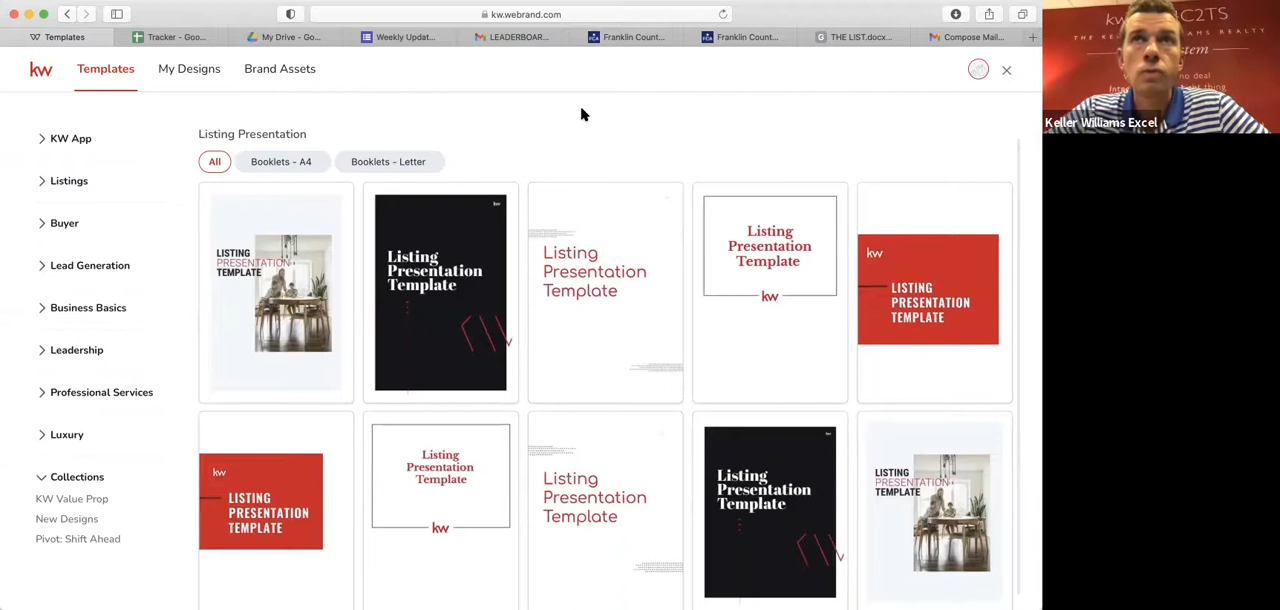 kw.webrand.com
Templates
Tracker - Goo...
My Drive - Go...
Weekly Updat...
LEADERBOAR...
Franklin Count...
Franklin Count...
THE LIST.docx...
Compose Mail...
kw
Templates
My Designs
Brand Assets
KW App
Listings
Buyer
Lead Generation
Business Basics
Leadership
Professional Services
Luxury
Collections
KW Value Prop
New Designs
Pivot: Shift Ahead
Listing Presentation
All
Booklets - A4
Booklets - Letter
LISTING
PRESENTATION
TEMPLATE
kw
Listing
Presentation
Template
Listing
Presentation
Template
Listing
Presentation
Template
kw
kw
LISTING
PRESENTATION
TEMPLATE
kw
LISTING
PRESENTATION
TEMPLATE
Listing
Presentation
Template
kw
Listing
Presentation
Template
kw
Listing
Presentation
Template
LISTING
PRESENTATION
TEMPLATE
Keller Williams Excel